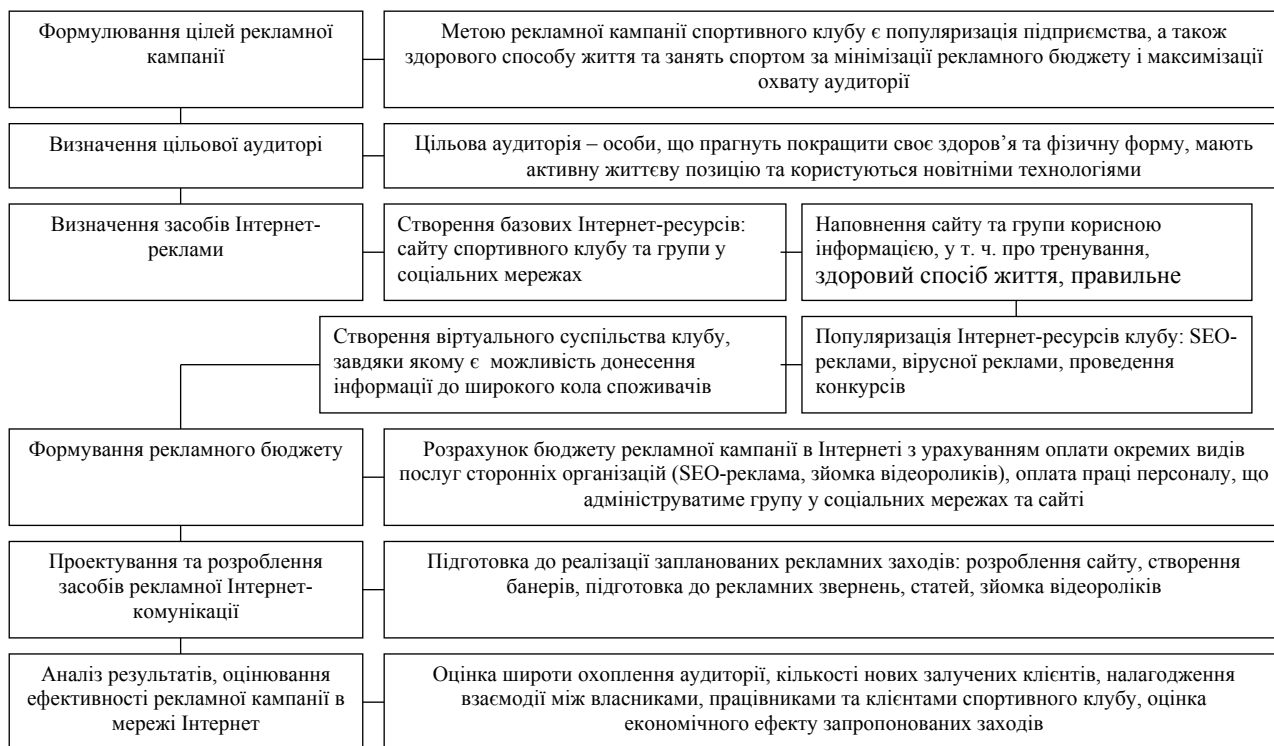 Формулювання цілей рекламної
кампанії
Метою рекламної кампанії спортивного клубу є популяризація підприємства, а також
здорового способу життя та занять спортом за мінімізації рекламного бюджету і максимізації
охвату аудиторії
Визначення цільової аудиторі
Цільова аудиторія – особи, що прагнуть покращити своє здоров’я та фізичну форму, мають
активну життєву позицію та користуються новітніми технологіями
Визначення засобів Інтернет-
реклами
Створення базових Інтернет-ресурсів:
сайту спортивного клубу та групи у
соціальних мережах
Наповнення сайту та групи корисною
інформацією, у т. ч. про тренування,
здоровий спосіб життя, правильне
Створення віртуального суспільства клубу,
завдяки якому є можливість донесення
інформації до широкого кола споживачів
Популяризація Інтернет-ресурсів клубу: SEO-
реклами, вірусної реклами, проведення
конкурсів
Формування рекламного бюджету
Розрахунок бюджету рекламної кампанії в Інтернеті з урахуванням оплати окремих видів
послуг сторонніх організацій (SEO-реклама, зйомка відеороликів), оплата праці персоналу, що
адмініструватиме групу у соціальних мережах та сайті
Проектування та розроблення
засобів рекламної Інтернет-
комунікації
Підготовка до реалізації запланованих рекламних заходів: розроблення сайту, створення
банерів, підготовка до рекламних звернень, статей, зйомка відеороліків
Аналіз результатів, оцінювання
ефективності рекламної кампанії в
мережі Інтернет
Оцінка широти охоплення аудиторії, кількості нових залучених клієнтів, налагодження
взаємодії між власниками, працівниками та клієнтами спортивного клубу, оцінка
економічного ефекту запропонованих заходів